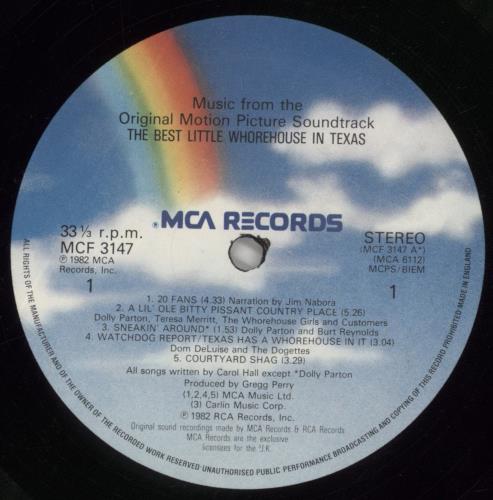 Music from the
Original Motion Picture Soundtrack
THE BEST LITTLE WHOREHOUSE IN TEXAS
®MCA RECORDS
33⅓ r.p.m.
MCF 3147
℗ 1982 MCA
Records, Inc.
1
STEREO
(MCF 3147 A*)
(MCA 6112)
MCPS/BIEM
1
1. 20 FANS (4.33) Narration by Jim Nabora
2. A LIL' OLE BITTY PISSANT COUNTRY PLACE (5.26)
Dolly Parton, Teresa Merritt, The Whorehouse Girls and Customers
3. SNEAKIN' AROUND* (1.53) Dolly Parton and Burt Reynolds
4. WATCHDOG REPORT/TEXAS HAS A WHOREHOUSE IN IT (3.04)
Dom DeLuise and The Dogettes
5. COURTYARD SHAG (3.29)
All songs written by Carol Hall except *Dolly Parton
Produced by Gregg Perry
(1,2,4,5) MCA Music Ltd.
(3) Carlin Music Corp.
℗ 1982 RCA Records, Inc.
Original sound recordings made by MCA Records & RCA Records
MCA Records are the exclusive
licensees for the U.K.
ALL RIGHTS OF THE MANUFACTURER AND OF THE OWNER OF THE RECORDED WORK RESERVED UNAUTHORISED PUBLIC PERFORMANCE BROADCASTING AND COPYING OF THIS RECORD PROHIBITED MADE IN ENGLAND